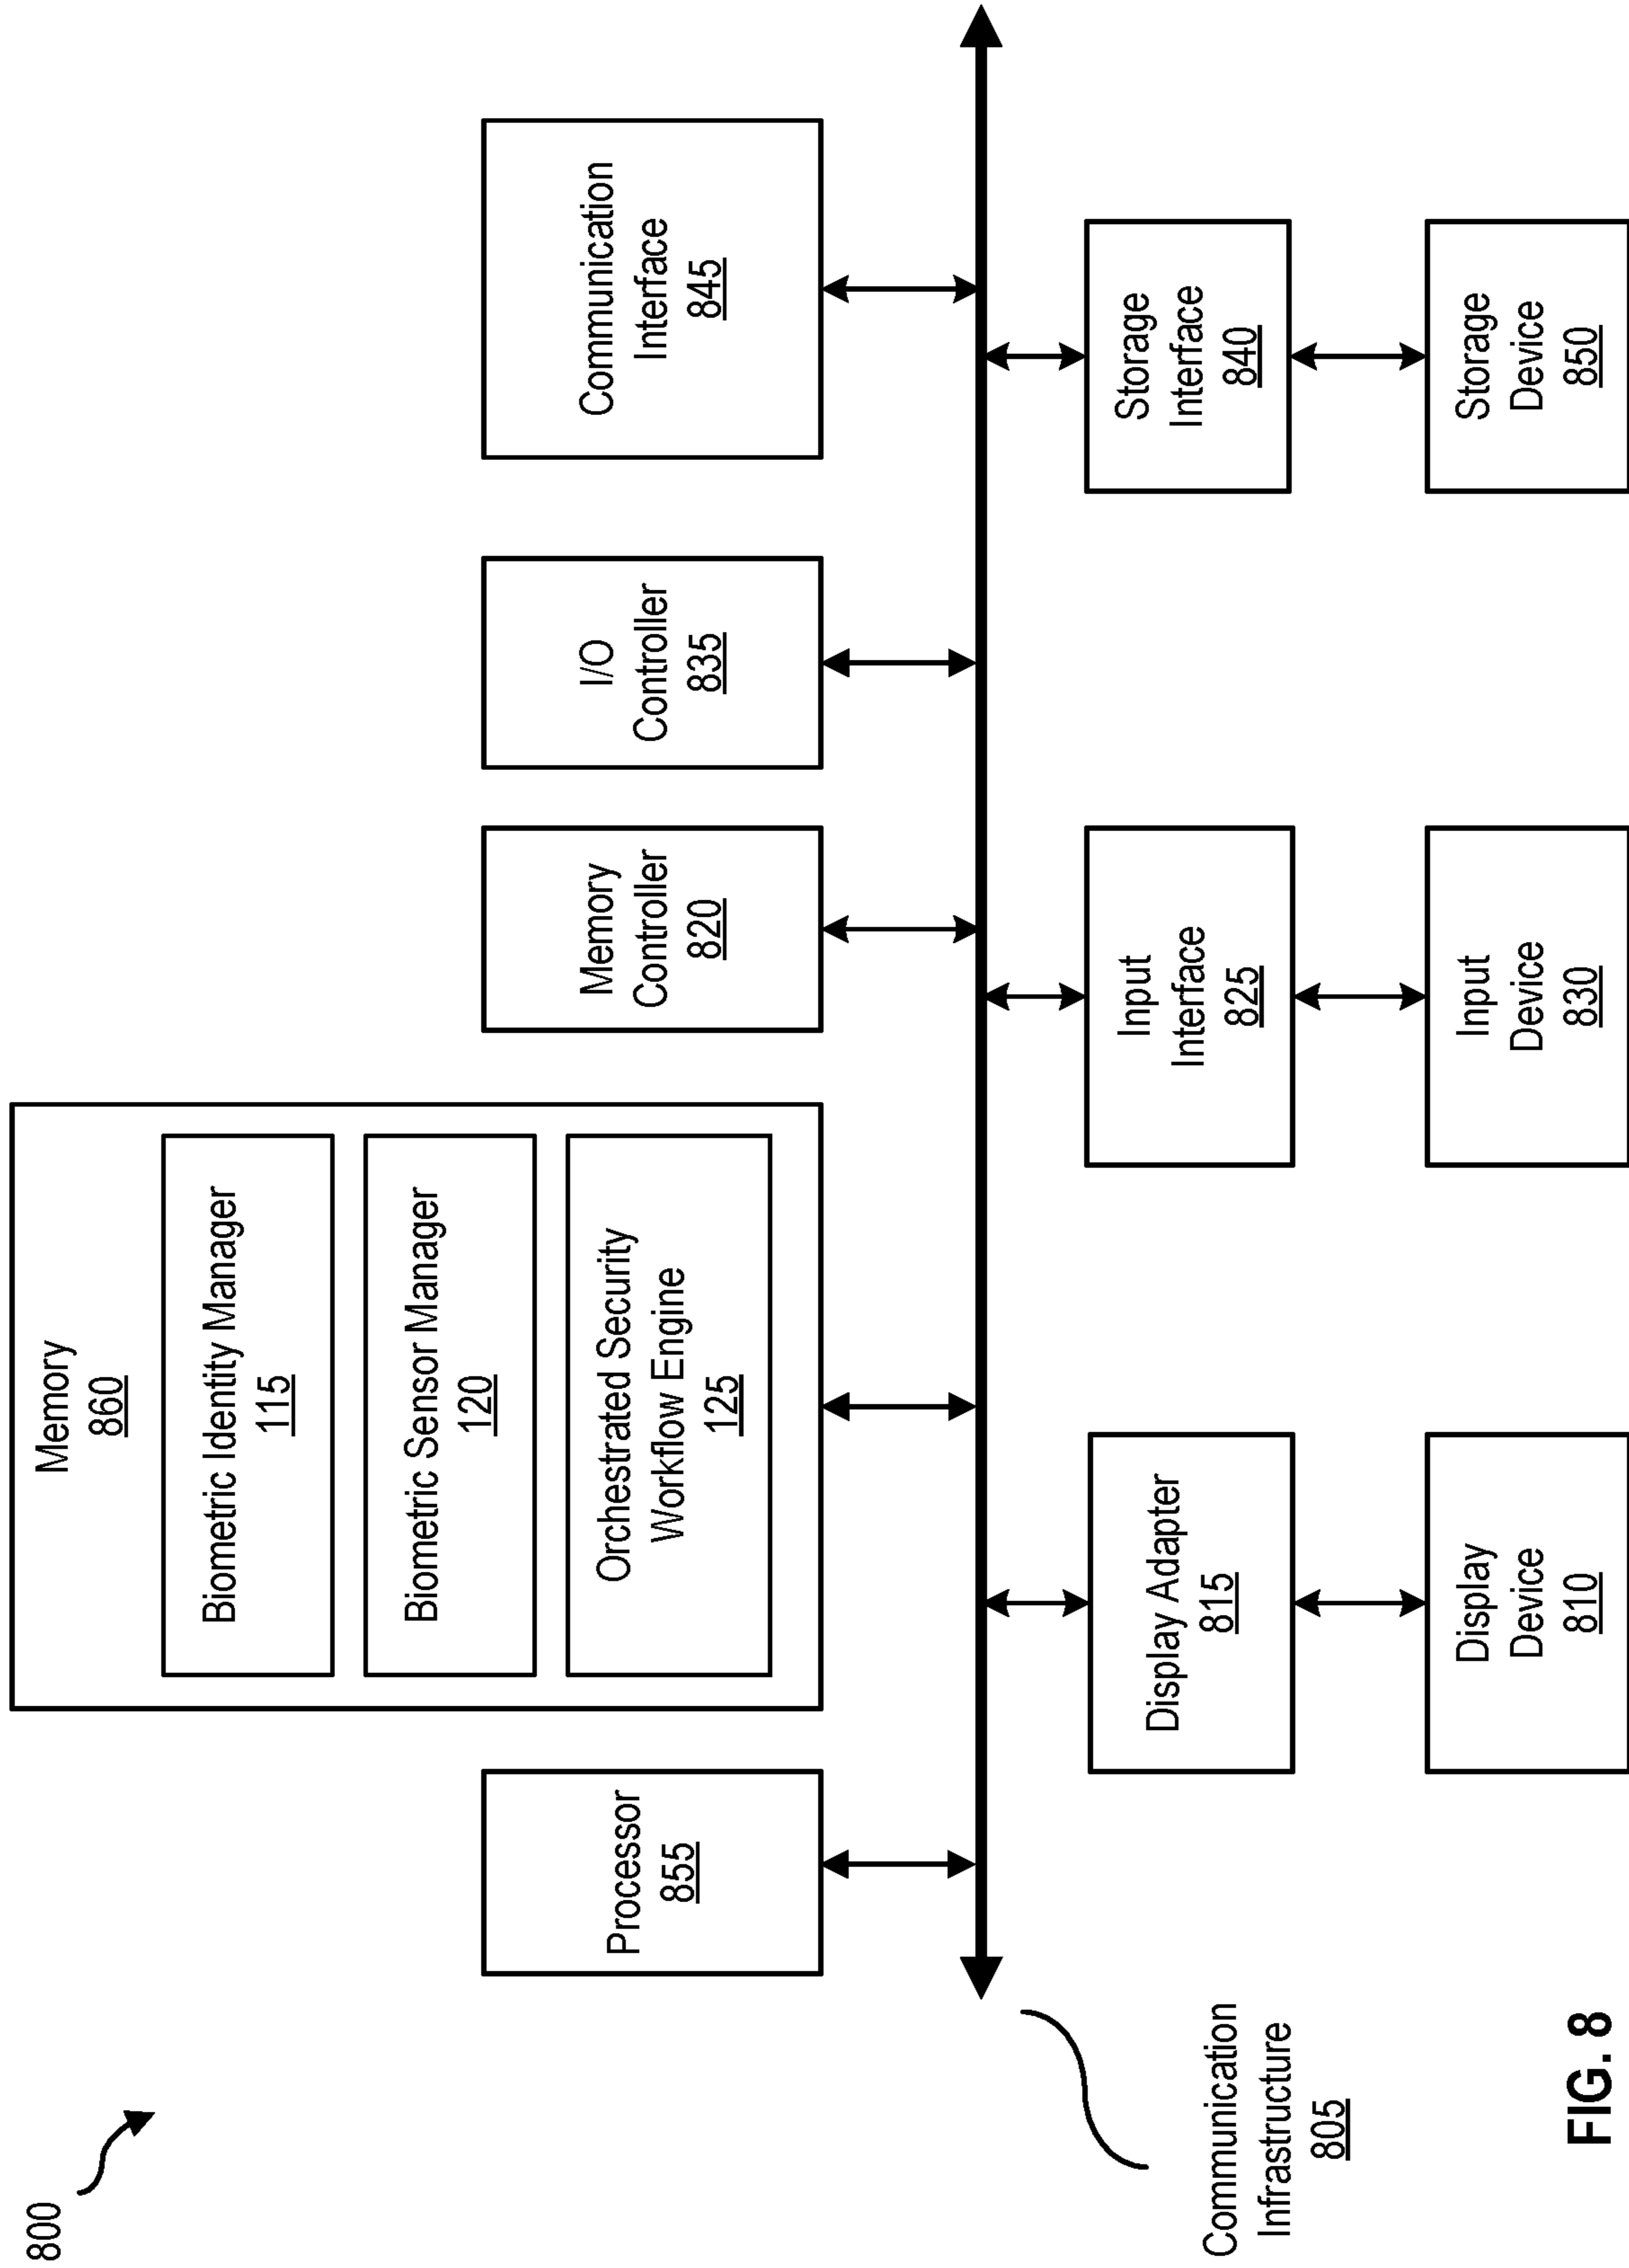 800
Memory
860
Biometric Identity Manager
115
Biometric Sensor Manager
120
Orchestrated Security
Workflow Engine
125
Processor
855
Memory
Controller
820
I/O
Controller
835
Communication
Interface
845
Communication
Infrastructure
805
Display Adapter
815
Input
Interface
825
Storage
Interface
840
Display
Device
810
Input
Device
830
Storage
Device
850
FIG. 8